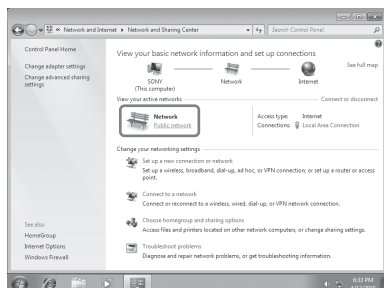 « Network and Internet ▸ Network and Sharing Center
Search Control Panel
Control Panel Home
Change adapter settings
Change advanced sharing
settings
View your basic network information and set up connections
See full map
SONY
(This computer)
Network
Internet
View your active networks
Connect or disconnect
Network
Public network
Access type: Internet
Connections: Local Area Connection
Change your networking settings
Set up a new connection or network
Set up a wireless, broadband, dial-up, ad hoc, or VPN connection; or set up a router or access
point.
Connect to a network
Connect or reconnect to a wireless, wired, dial-up, or VPN network connection.
Choose homegroup and sharing options
Access files and printers located on other network computers, or change sharing settings.
Troubleshoot problems
Diagnose and repair network problems, or get troubleshooting information.
See also
HomeGroup
Internet Options
Windows Firewall
6:33 PM